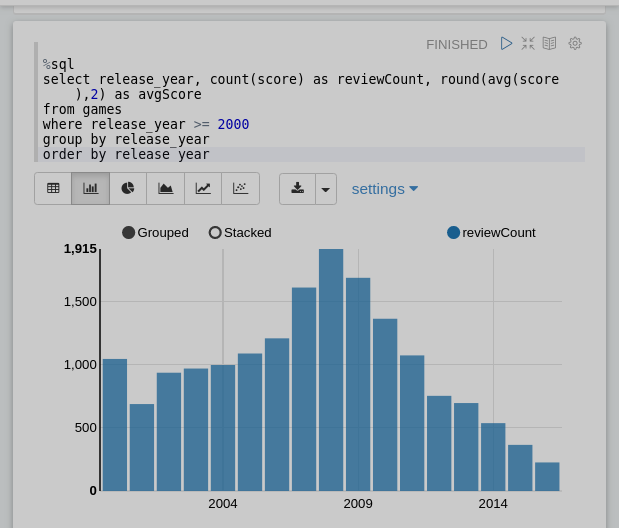 FINISHED
%sql
select release_year, count(score) as reviewCount, round(avg(score
),2) as avgScore
from games
where release_year >= 2000
group by release_year
order by release_year
settings
Grouped Stacked reviewCount
1,915
1,500
1,000
500
0
2004 2009 2014